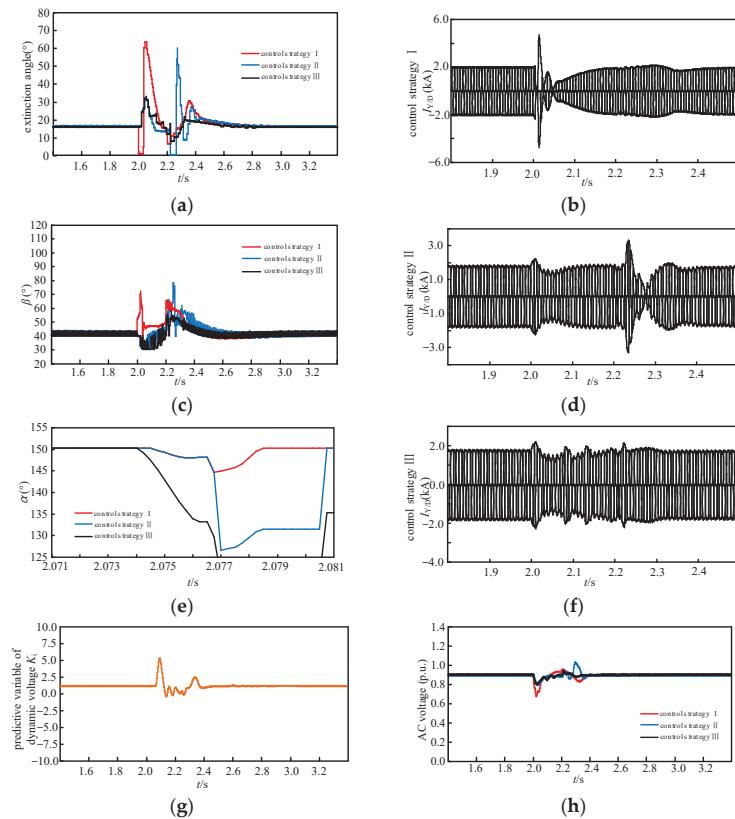 extinction angle(°)
80
70
60
50
40
30
20
10
0
controls trategy Ⅰ
controls trategy Ⅱ
controls trategy Ⅲ
1.6 1.8 2.0 2.2 2.4 2.6 2.8 3.0 3.2
t/s
(a)
control strategy Ⅰ
I Y/D (kA)
6.0
2.0
-2.0
-6.0
1.9 2.0 2.1 2.2 2.3 2.4
t/s
(b)
β(°)
120
110
100
90
80
70
60
50
40
30
20
controls trategy Ⅰ
controls trategy Ⅱ
controls trategy Ⅲ
1.6 1.8 2.0 2.2 2.4 2.6 2.8 3.0 3.2
t/s
(c)
control strategy Ⅱ
I Y/D (kA)
3.0
1.0
-1.0
-3.0
1.9 2.0 2.1 2.2 2.3 2.4
t/s
(d)
α(°)
155
150
145
140
135
130
125
controls trategy Ⅰ
controls trategy Ⅱ
controls trategy Ⅲ
2.071 2.073 2.075 2.077 2.079 2.081
t/s
(e)
control strategy Ⅲ
I Y/D (kA)
4.0
2.0
0.0
-2.0
-4.0
1.9 2.0 2.1 2.2 2.3 2.4
t/s
(f)
predictive variable of
dynamic voltage Ki
10.0
7.5
5.0
2.5
0.0
-2.5
-5.0
-7.5
-10.0
1.6 1.8 2.0 2.2 2.4 2.6 2.8 3.0 3.2
t/s
(g)
AC voltage (p.u.)
1.4
1.2
1.0
0.8
0.6
0.4
0.2
0.0
controls trategy Ⅰ
controls trategy Ⅱ
controls trategy Ⅲ
1.6 1.8 2.0 2.2 2.4 2.6 2.8 3.0 3.2
t/s
(h)